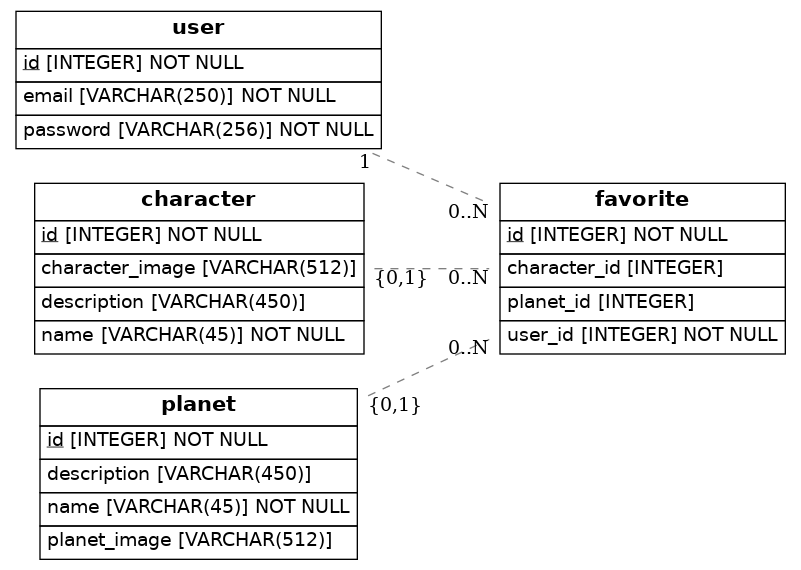 user
id [INTEGER] NOT NULL
email [VARCHAR(250)] NOT NULL
password [VARCHAR(256)] NOT NULL
1
0..N
character
id [INTEGER] NOT NULL
character_image [VARCHAR(512)]
description [VARCHAR(450)]
name [VARCHAR(45)] NOT NULL
{0,1}
0..N
favorite
id [INTEGER] NOT NULL
character_id [INTEGER]
planet_id [INTEGER]
user_id [INTEGER] NOT NULL
0..N
{0,1}
planet
id [INTEGER] NOT NULL
description [VARCHAR(450)]
name [VARCHAR(45)] NOT NULL
planet_image [VARCHAR(512)]